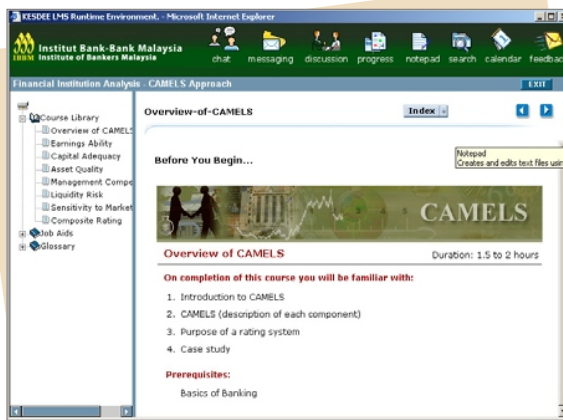 KESDEE LMS Runtime Environment. - Microsoft Internet Explorer
Institut Bank-Bank Malaysia
IBBM Institute of Bankers Malaysia
chat messaging discussion progress notepad search calendar feedbac
Financial Institution Analysis - CAMELS Approach
EXIT
Course Library
Overview of CAMELS
Earnings Ability
Capital Adequacy
Asset Quality
Management Compe
Liquidity Risk
Sensitivity to Market
Composite Rating
Job Aids
Glossary
Overview-of-CAMELS
Index
Before You Begin...
Notepad
Creates and edits text files usin
CAMELS
Overview of CAMELS
Duration: 1.5 to 2 hours
On completion of this course you will be familiar with:
1. Introduction to CAMELS
2. CAMELS (description of each component)
3. Purpose of a rating system
4. Case study
Prerequisites:
Basics of Banking